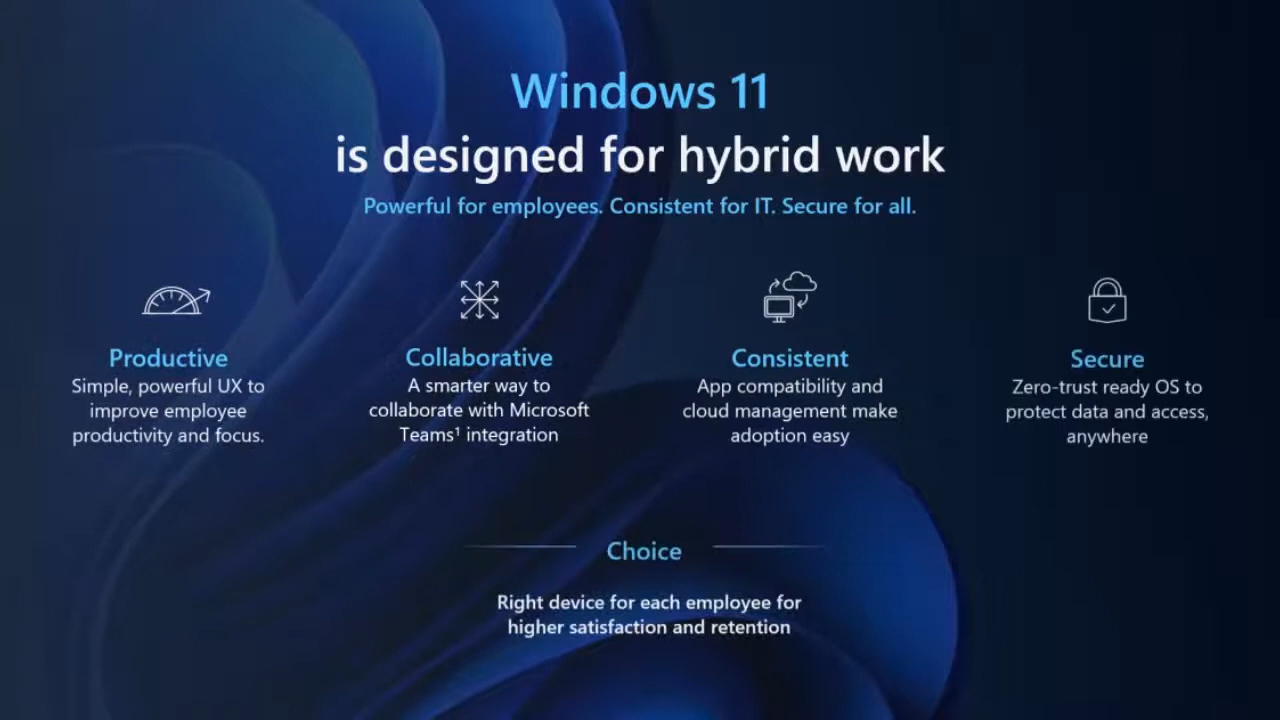 Windows 11
is designed for hybrid work
Powerful for employees. Consistent for IT. Secure for all.
Productive
Simple, powerful UX to
improve employee
productivity and focus.
Collaborative
A smarter way to
collaborate with Microsoft
Teams¹ integration
Consistent
App compatibility and
cloud management make
adoption easy
Secure
Zero-trust ready OS to
protect data and access,
anywhere
Choice
Right device for each employee for
higher satisfaction and retention